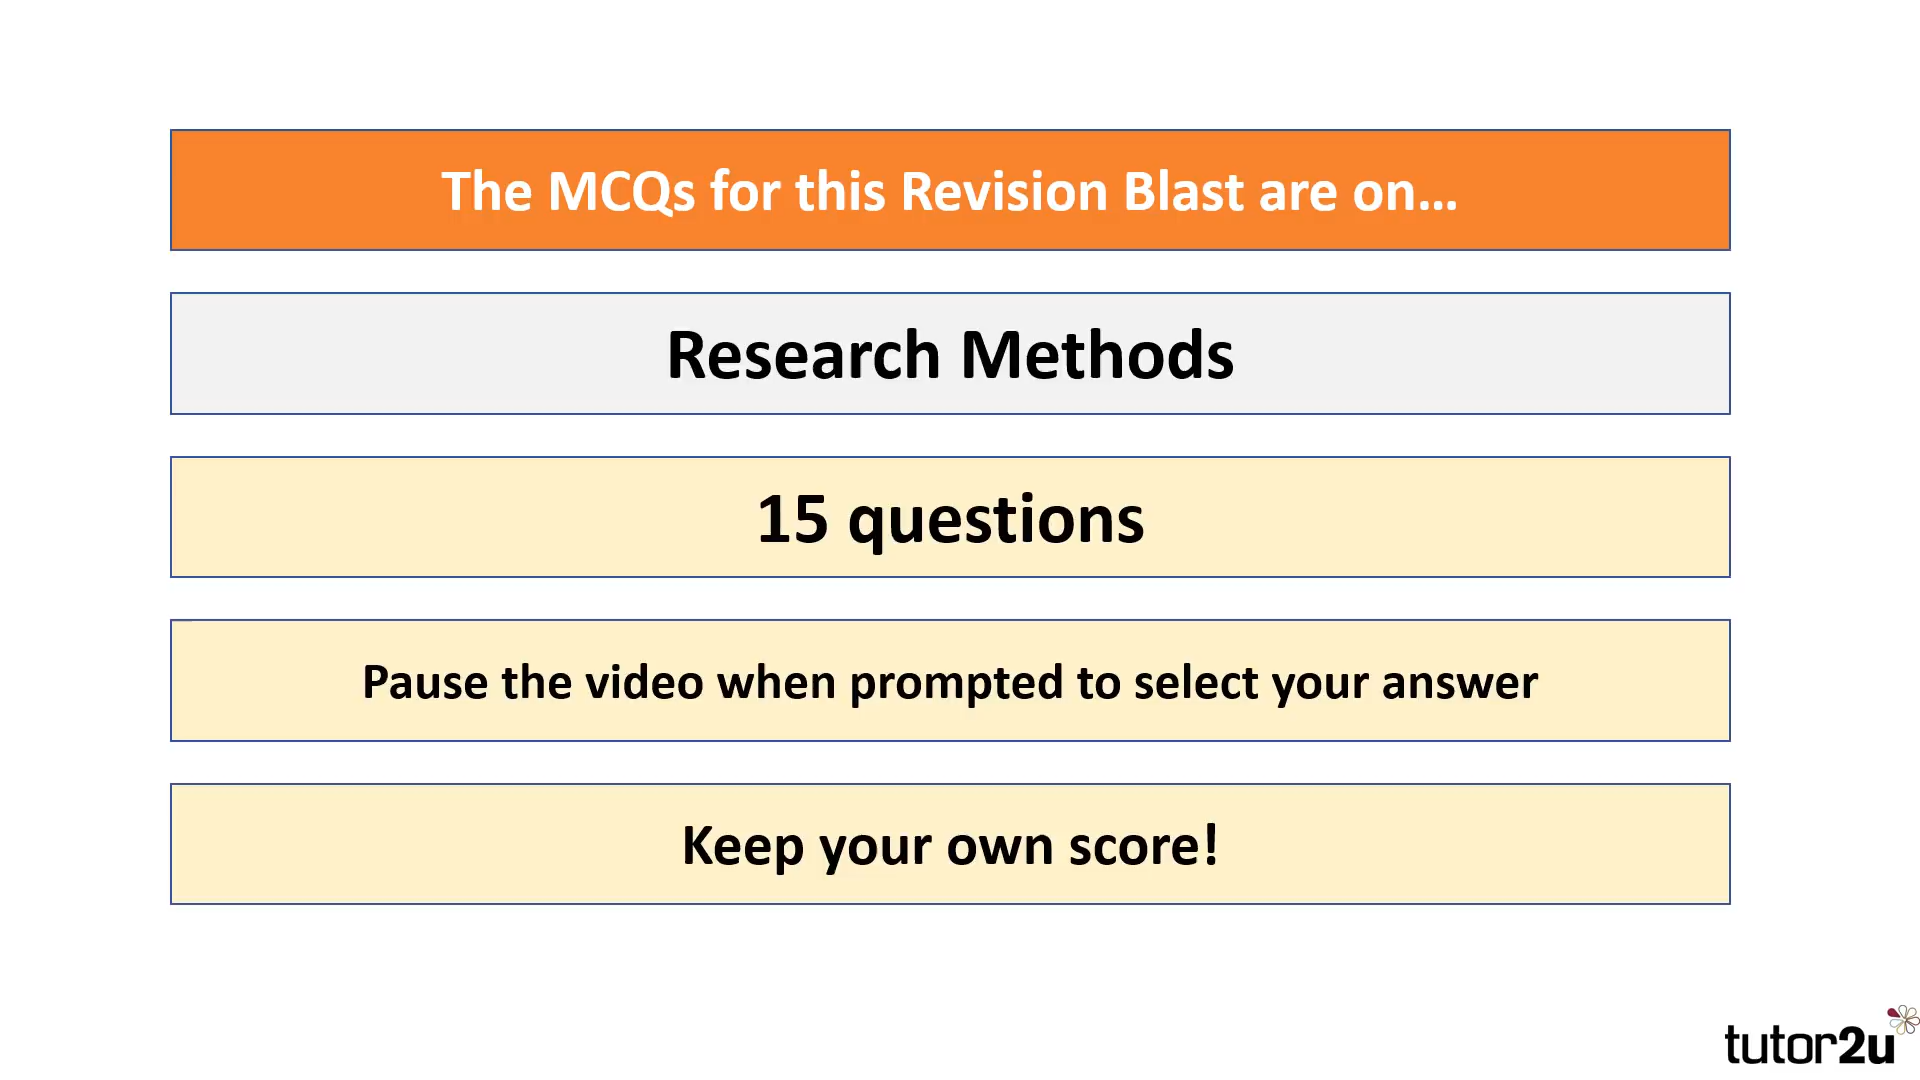 The MCQs for this Revision Blast are on...
Research Methods
15 questions
Pause the video when prompted to select your answer
Keep your own score!
tutor2u